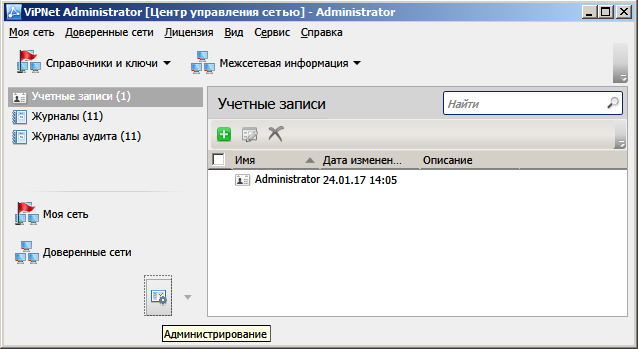 ViPNet Administrator [Центр управления сетью] - Administrator
Моя сеть Доверенные сети Лицензия Вид Сервис Справка
Справочники и ключи Межсетевая информация
Учетные записи (1)
Журналы (11)
Журналы аудита (11)
Моя сеть
Доверенные сети
Администрирование
Учетные записи Найти
Имя Дата изменен... Описание
Administrator 24.01.17 14:05